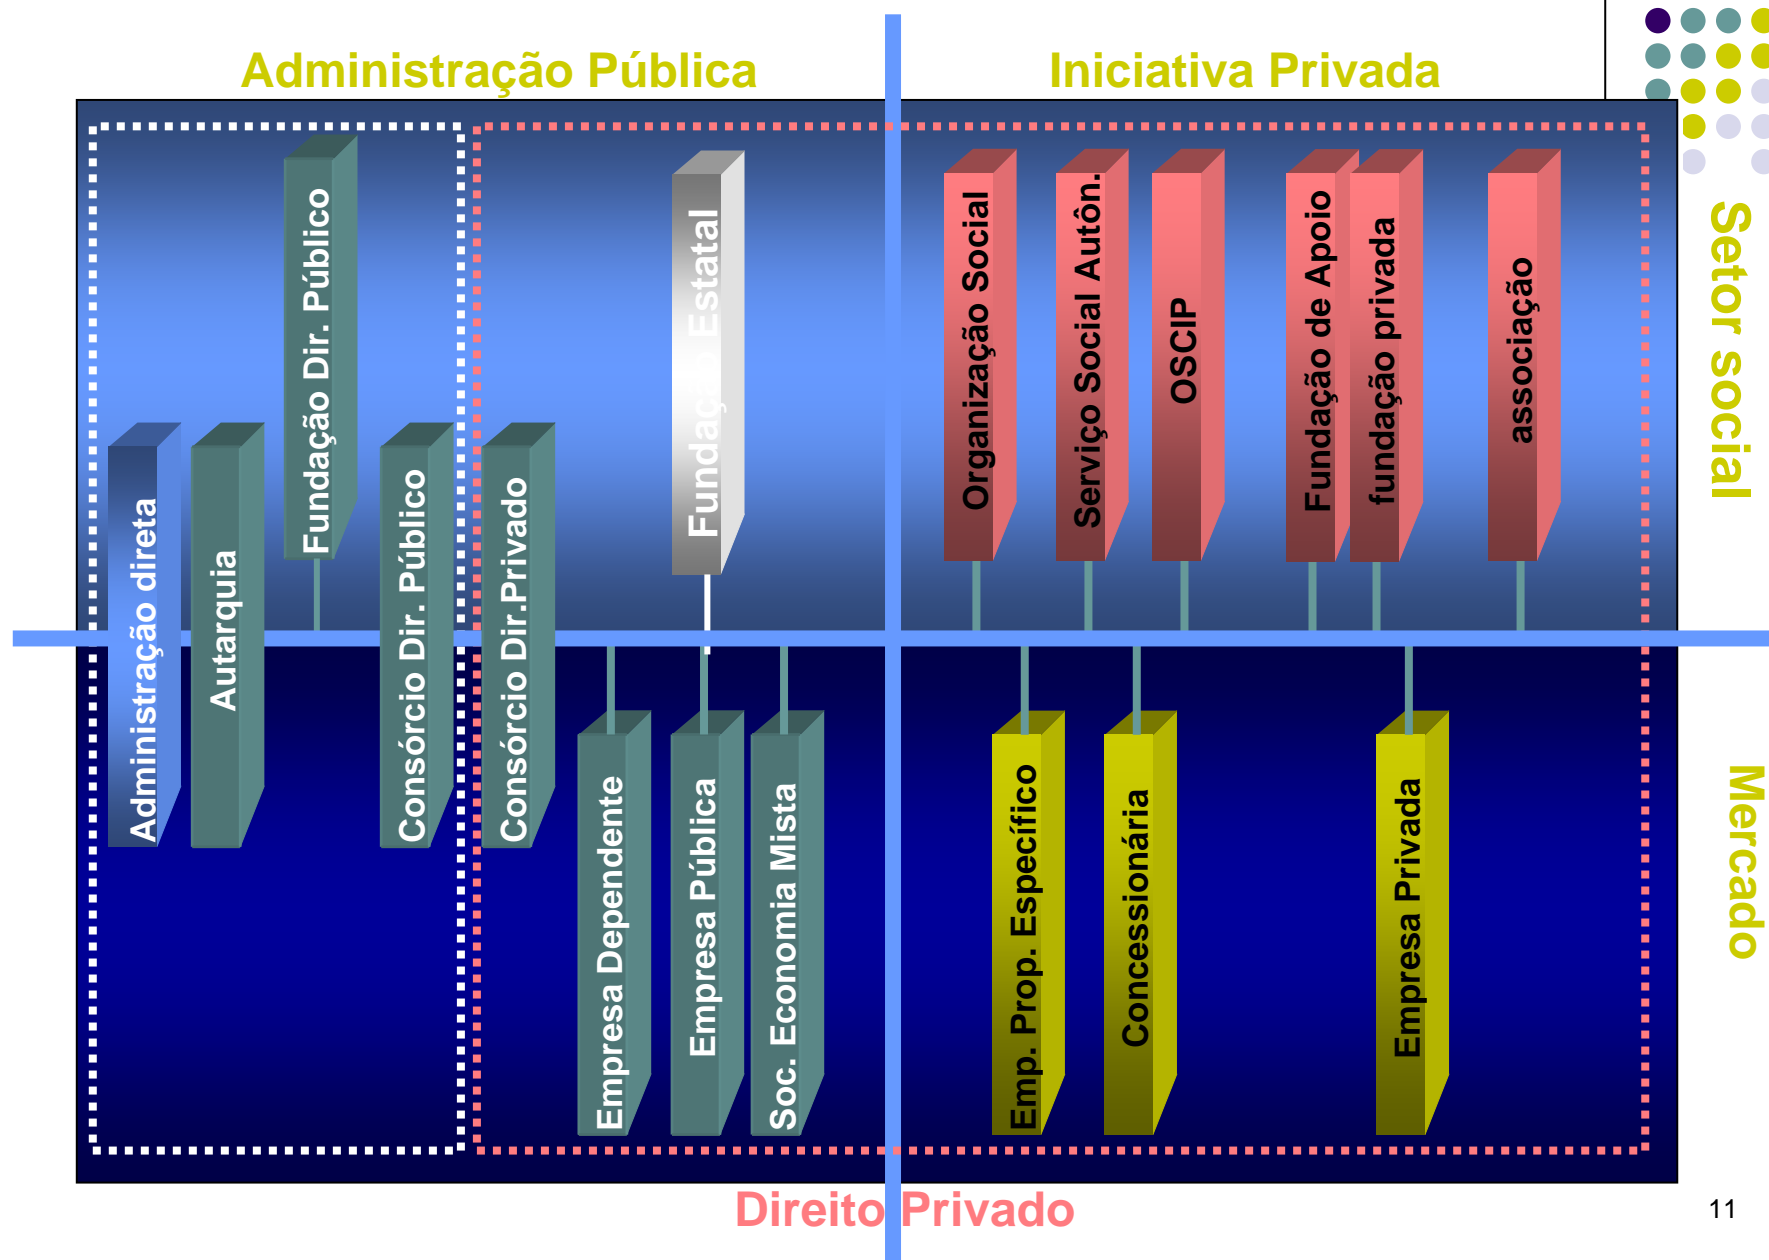 Administração Pública
Iniciativa Privada
Setor social
Mercado
Administração direta
Autarquia
Fundação Dir. Público
Consórcio Dir. Público
Consórcio Dir.Privado
Fundação Estatal
Empresa Dependente
Empresa Pública
Soc. Economia Mista
Organização Social
Serviço Social Autôn.
OSCIP
Fundação de Apoio
fundação privada
associação
Emp. Prop. Específico
Concessionária
Empresa Privada
Direito Privado
11